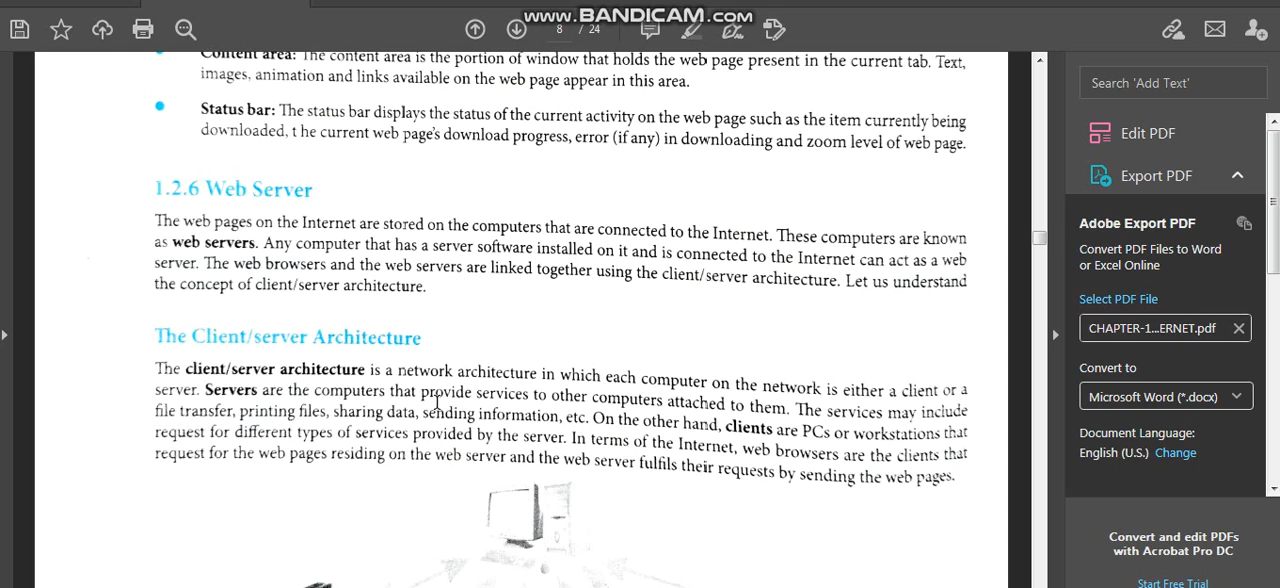 www.BANDICAM.com
8 / 24
Content area: The content area is the portion of window that holds the web page present in the current tab. Text,
images, animation and links available on the web page appear in this area.
Status bar: The status bar displays the status of the current activity on the web page such as the item currently being
downloaded, t he current web page's download progress, error (if any) in downloading and zoom level of web page.
1.2.6 Web Server
The web pages on the Internet are stored on the computers that are connected to the Internet. These computers are known
as web servers. Any computer that has a server software installed on it and is connected to the Internet can act as a web
server. The web browsers and the web servers are linked together using the client/server architecture. Let us understand
the concept of client/server architecture.
The Client/server Architecture
The client/server architecture is a network architecture in which each computer on the network is either a client or a
server. Servers are the computers that provide services to other computers attached to them. The services may include
file transfer, printing files, sharing data, sending information, etc. On the other hand, clients are PCs or workstations that
request for different types of services provided by the server. In terms of the Internet, web browsers are the clients that
request for the web pages residing on the web server and the web server fulfils their requests by sending the web pages.
Search 'Add Text'
Edit PDF
Export PDF
Adobe Export PDF
Convert PDF Files to Word
or Excel Online
Select PDF File
CHAPTER-1...ERNET.pdf
Convert to
Microsoft Word (*.docx)
Document Language:
English (U.S.) Change
Convert and edit PDFs
with Acrobat Pro DC
Start Free Trial